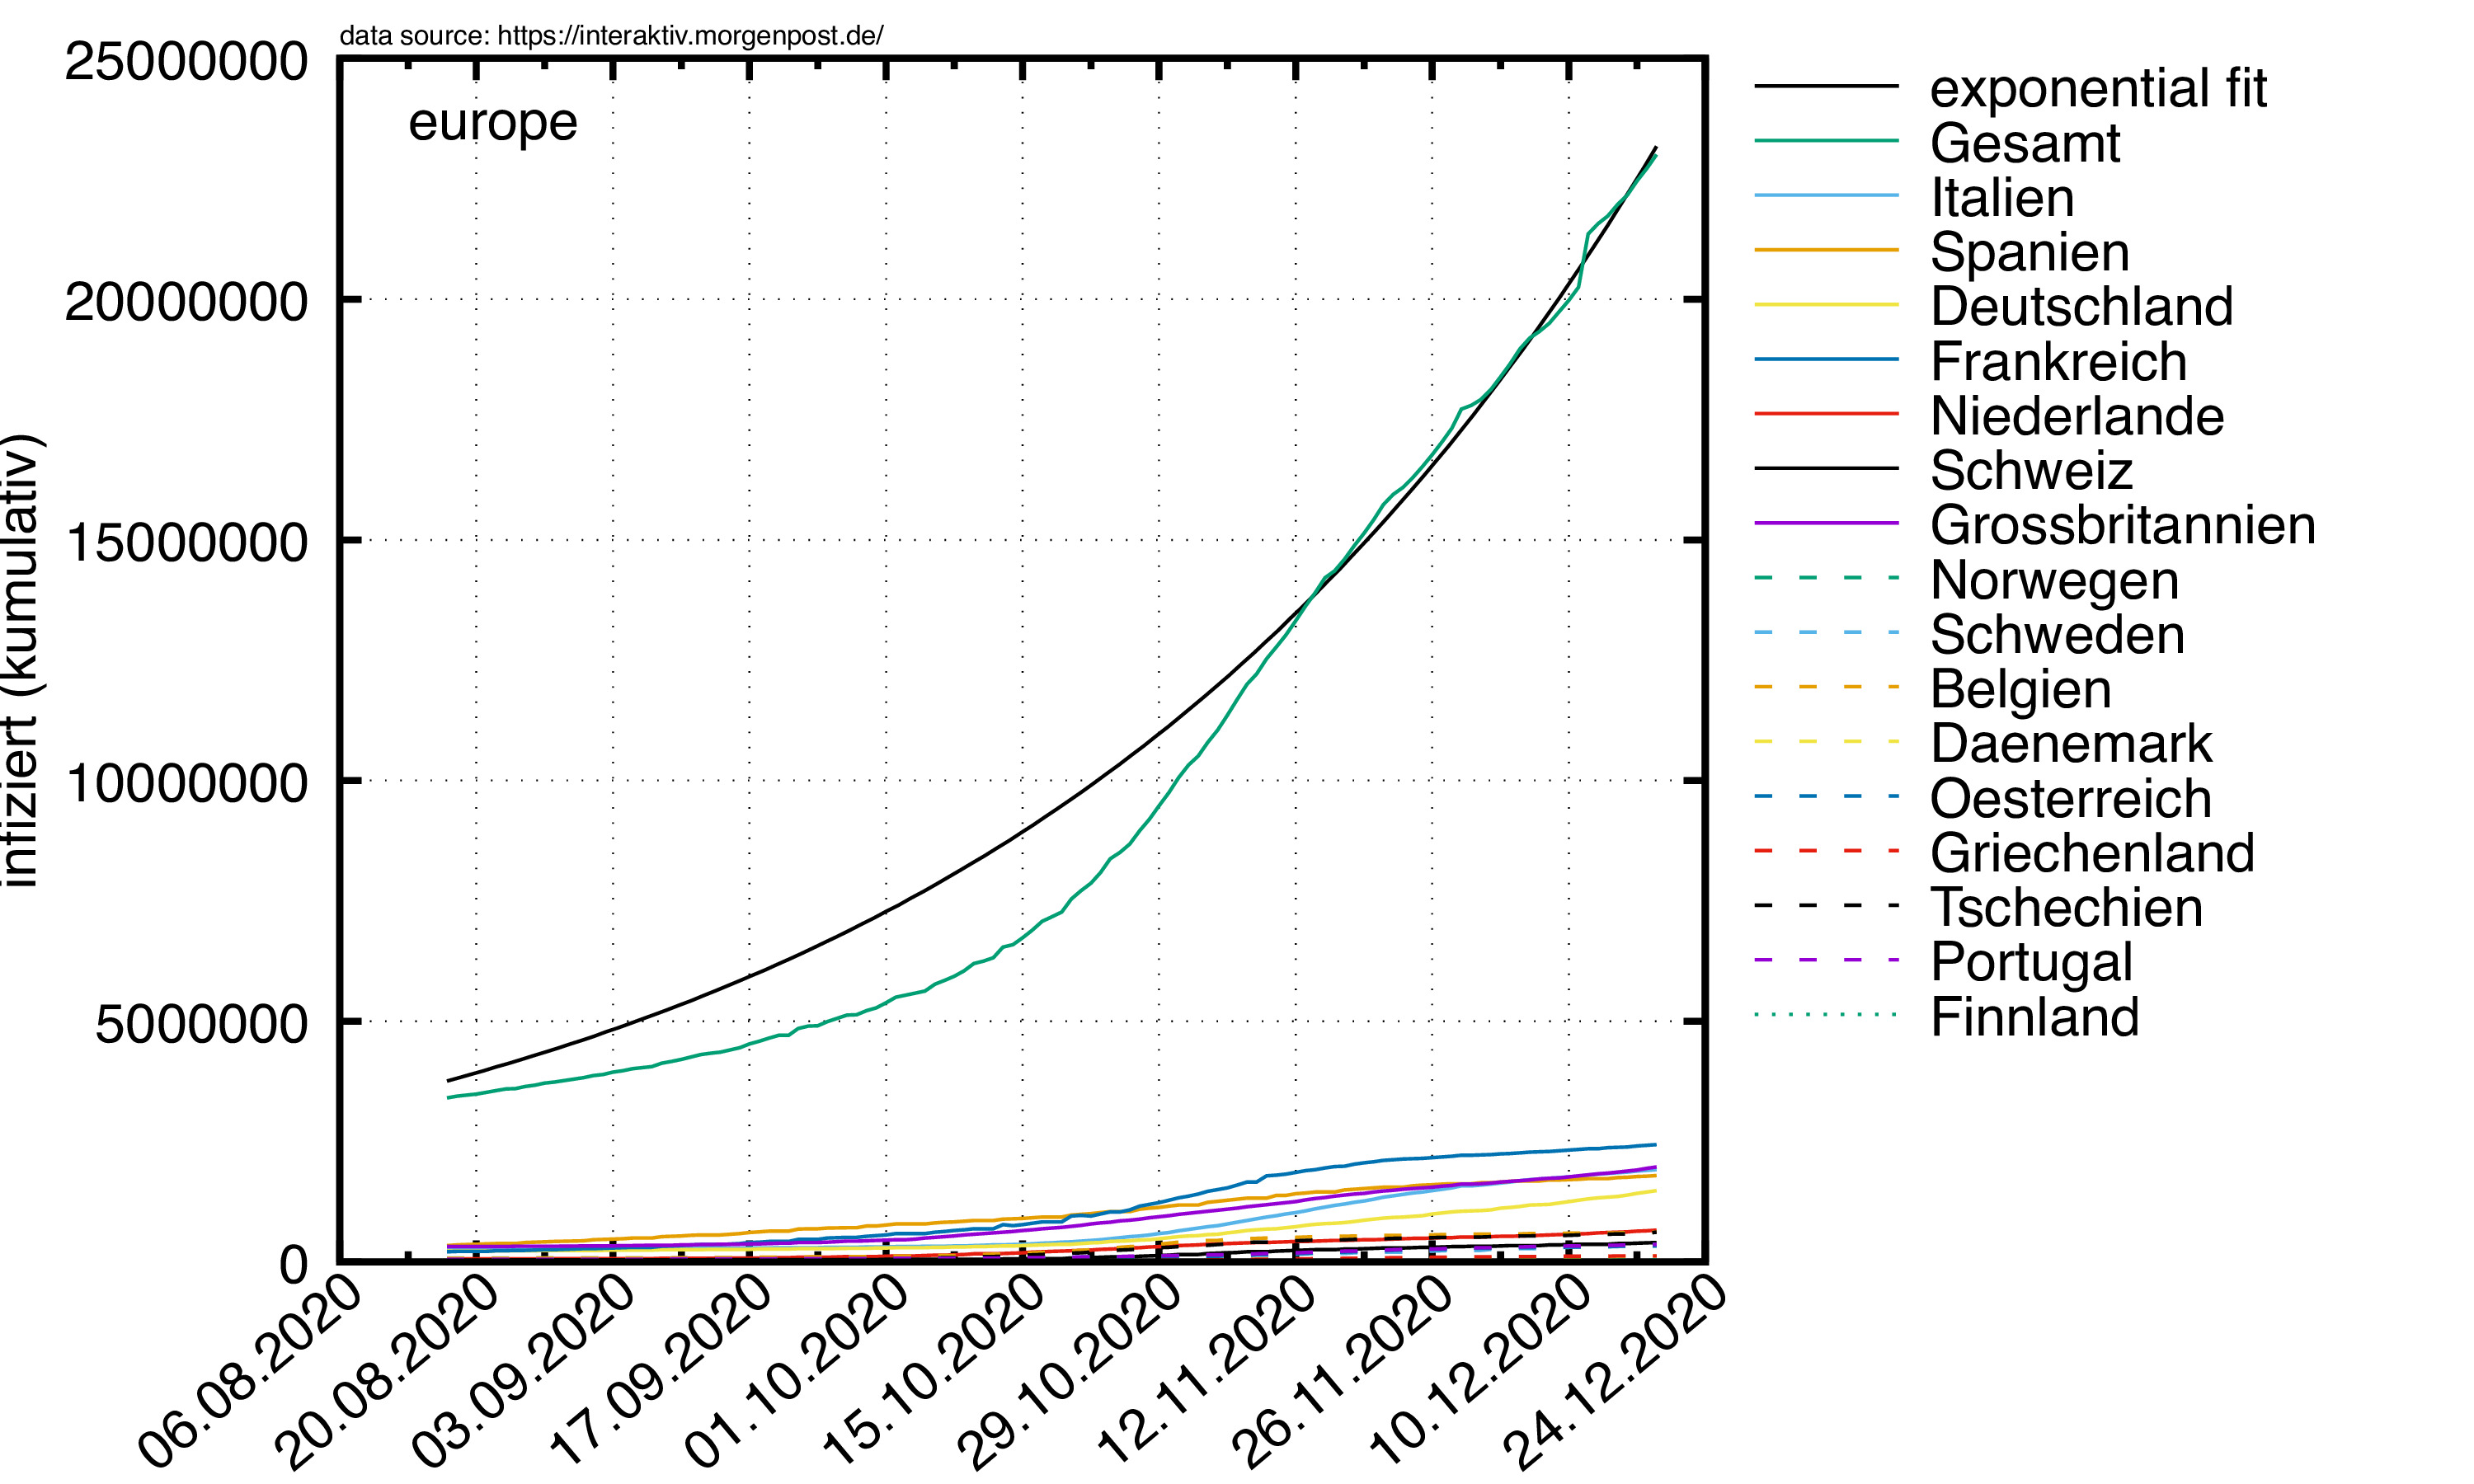 data source: https://interaktiv.morgenpost.de/
europe
infiziert (kumulativ)
25000000
20000000
15000000
10000000
5000000
0
06.08.2020
20.08.2020
03.09.2020
17.09.2020
01.10.2020
15.10.2020
29.10.2020
12.11.2020
26.11.2020
10.12.2020
24.12.2020
exponential fit
Gesamt
Italien
Spanien
Deutschland
Frankreich
Niederlande
Schweiz
Grossbritannien
Norwegen
Schweden
Belgien
Daenemark
Oesterreich
Griechenland
Tschechien
Portugal
Finnland